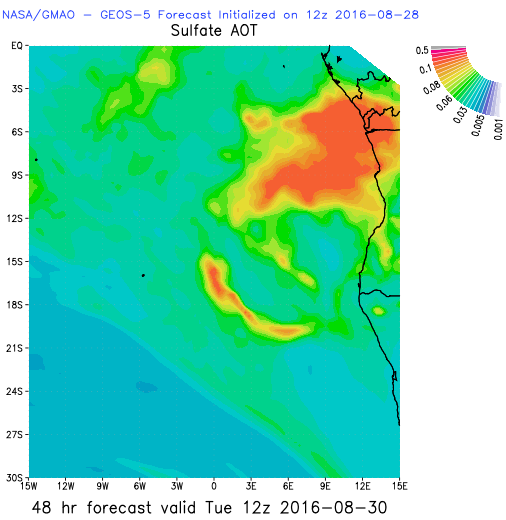 NASA/GMAO - GEOS-5 Forecast Initialized on 12z 2016-08-28
Sulfate AOT
EQ
3S
6S
9S
12S
15S
18S
21S
24S
27S
30S
15W 12W 9W 6W 3W 0 3E 6E 9E 12E 15E
0.5
0.1
0.08
0.06
0.03
0.005
0.001
48 hr forecast valid Tue 12z 2016-08-30